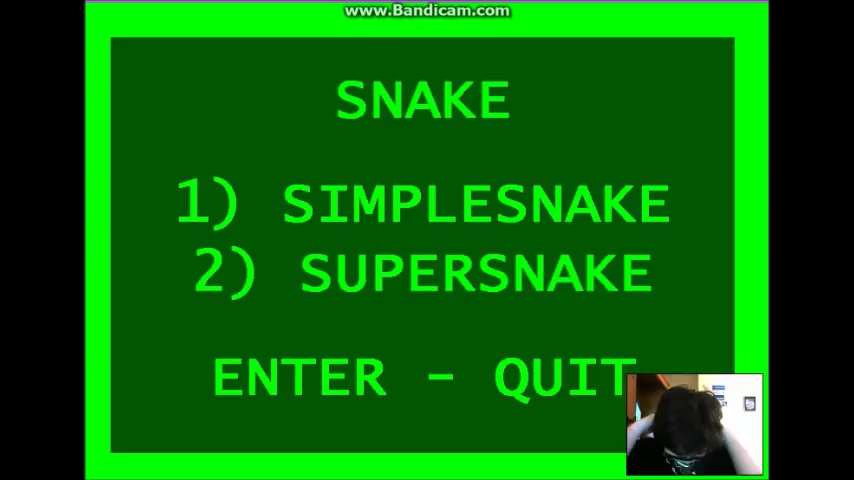 www.Bandicam.com
SNAKE
1) SIMPLESNAKE
2) SUPERSNAKE
ENTER - QUIT